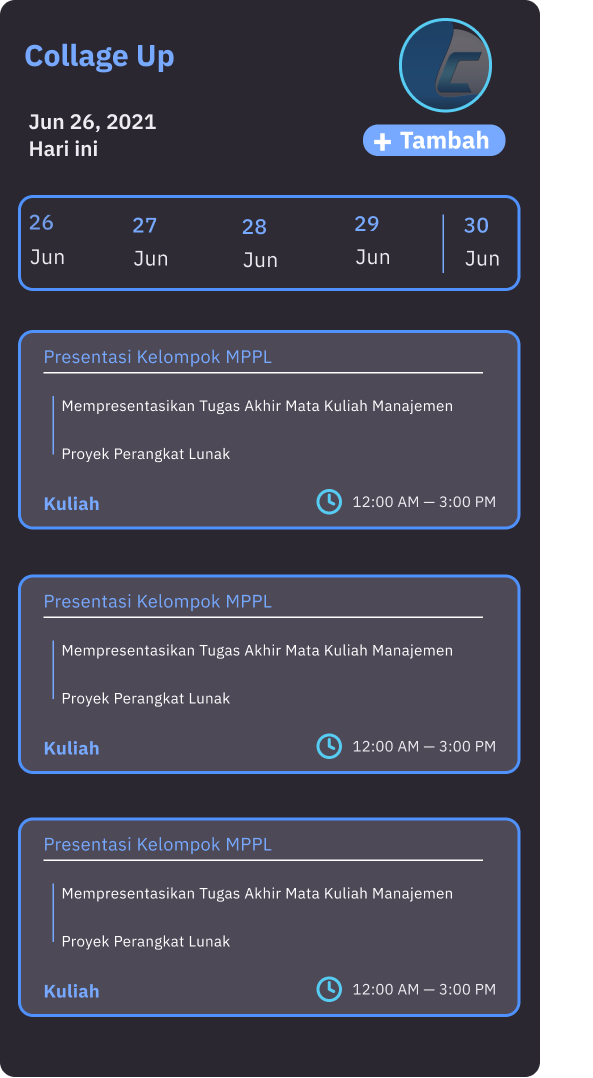 Collage Up
Jun 26, 2021
Hari ini
+ Tambah
26 27 28 29 30
Jun Jun Jun Jun Jun
Presentasi Kelompok MPPL
Mempresentasikan Tugas Akhir Mata Kuliah Manajemen
Proyek Perangkat Lunak
Kuliah 12:00 AM — 3:00 PM
Presentasi Kelompok MPPL
Mempresentasikan Tugas Akhir Mata Kuliah Manajemen
Proyek Perangkat Lunak
Kuliah 12:00 AM — 3:00 PM
Presentasi Kelompok MPPL
Mempresentasikan Tugas Akhir Mata Kuliah Manajemen
Proyek Perangkat Lunak
Kuliah 12:00 AM — 3:00 PM